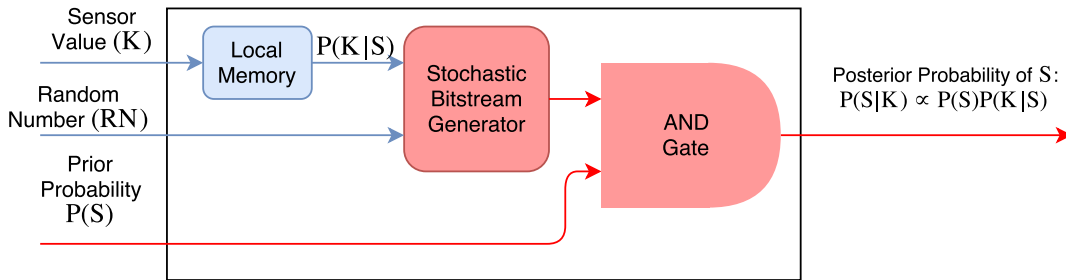 Sensor
Value (K)
Random
Number (RN)
Prior
Probability
P(S)
Local
Memory
P(K|S)
Stochastic
Bitstream
Generator
AND
Gate
Posterior Probability of S:
P(S|K) ∝ P(S)P(K|S)